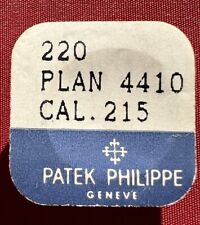 220
PLAN 4410
CAL. 215
PATEK PHILIPPE
GENEVE